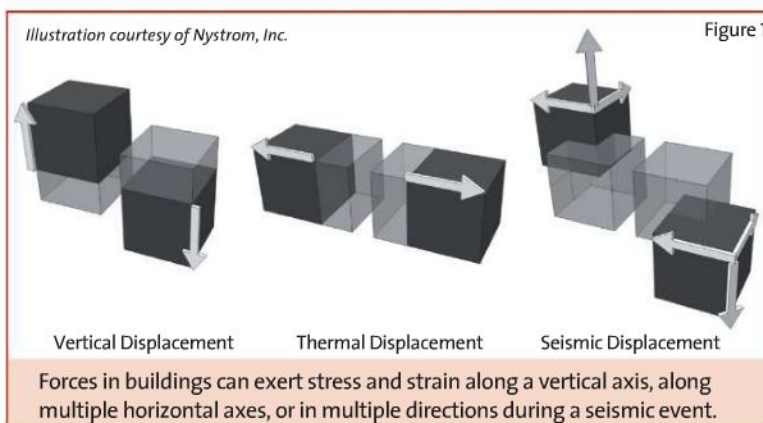 Illustration courtesy of Nystrom, Inc.
Figure 1
Vertical Displacement
Thermal Displacement
Seismic Displacement
Forces in buildings can exert stress and strain along a vertical axis, along
multiple horizontal axes, or in multiple directions during a seismic event.